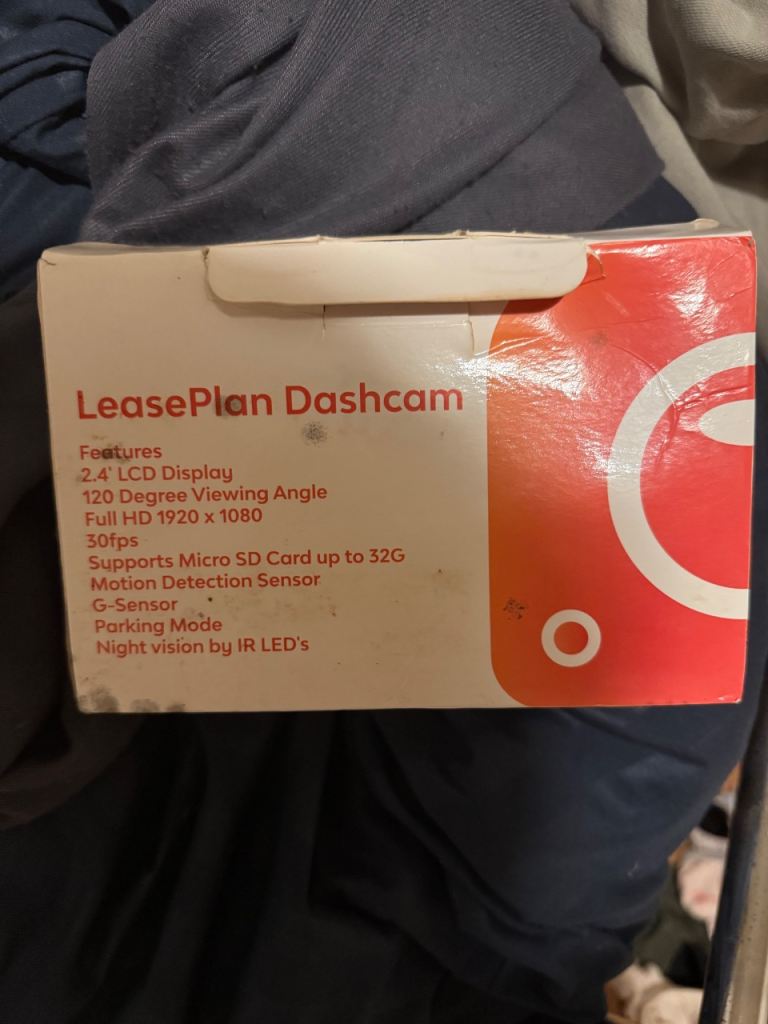 LeasePlan Dashcam
Features
2.4' LCD Display
120 Degree Viewing Angle
Full HD 1920 x 1080
30fps
Supports Micro SD Card up to 32G
Motion Detection Sensor
G-Sensor
Parking Mode
Night vision by IR LED's